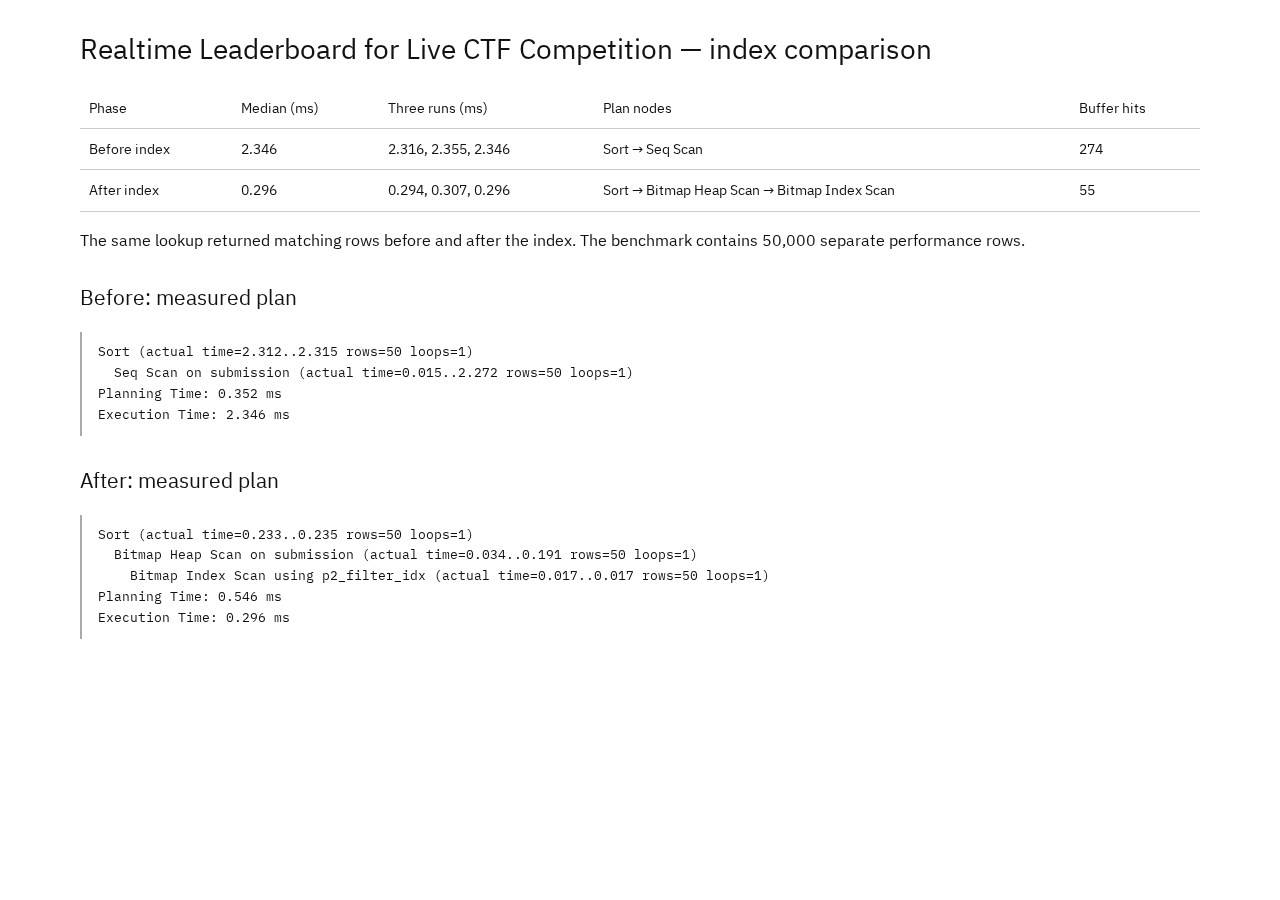 Realtime Leaderboard for Live CTF Competition — index comparison
Phase Median (ms) Three runs (ms) Plan nodes Buffer hits
Before index 2.346 2.316, 2.355, 2.346 Sort → Seq Scan 274
After index 0.296 0.294, 0.307, 0.296 Sort → Bitmap Heap Scan → Bitmap Index Scan 55
The same lookup returned matching rows before and after the index. The benchmark contains 50,000 separate performance rows.
Before: measured plan
Sort (actual time=2.312..2.315 rows=50 loops=1)
  Seq Scan on submission (actual time=0.015..2.272 rows=50 loops=1)
Planning Time: 0.352 ms
Execution Time: 2.346 ms
After: measured plan
Sort (actual time=0.233..0.235 rows=50 loops=1)
  Bitmap Heap Scan on submission (actual time=0.034..0.191 rows=50 loops=1)
    Bitmap Index Scan using p2_filter_idx (actual time=0.017..0.017 rows=50 loops=1)
Planning Time: 0.546 ms
Execution Time: 0.296 ms